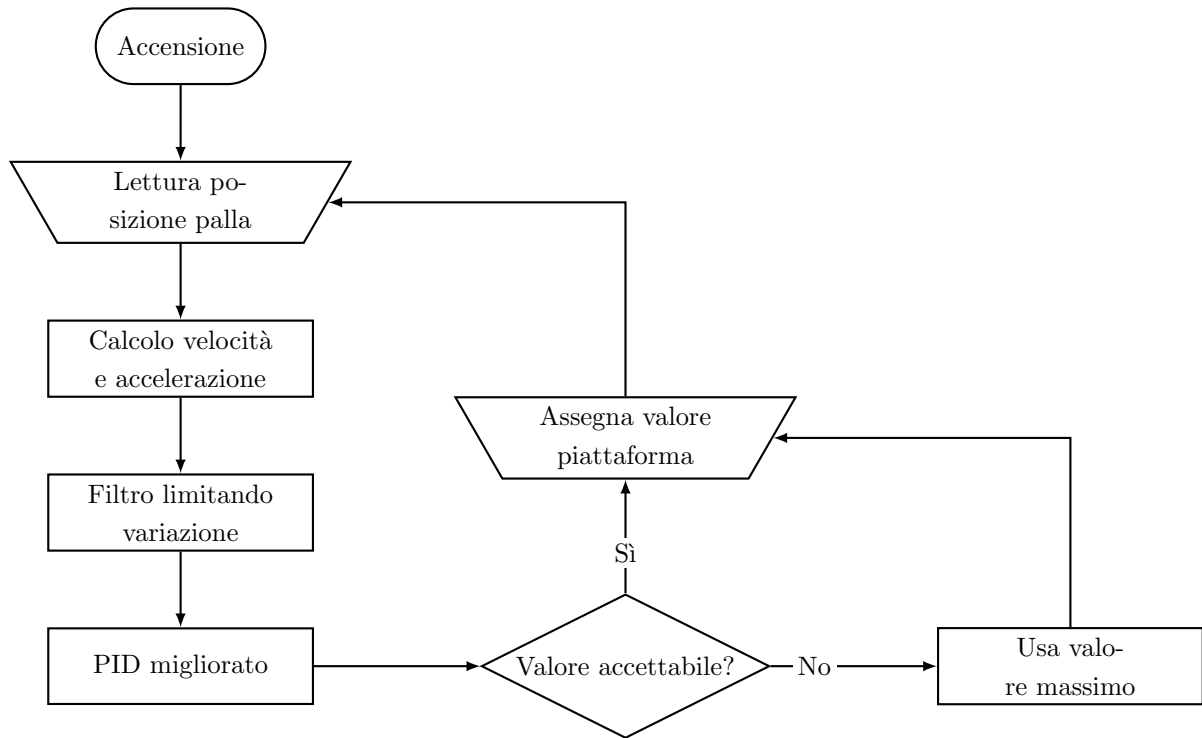 Accensione
Lettura po-
sizione palla
Calcolo velocità
e accelerazione
Filtro limitando
variazione
PID migliorato
Valore accettabile?
Sì
Assegna valore
piattaforma
No
Usa valo-
re massimo